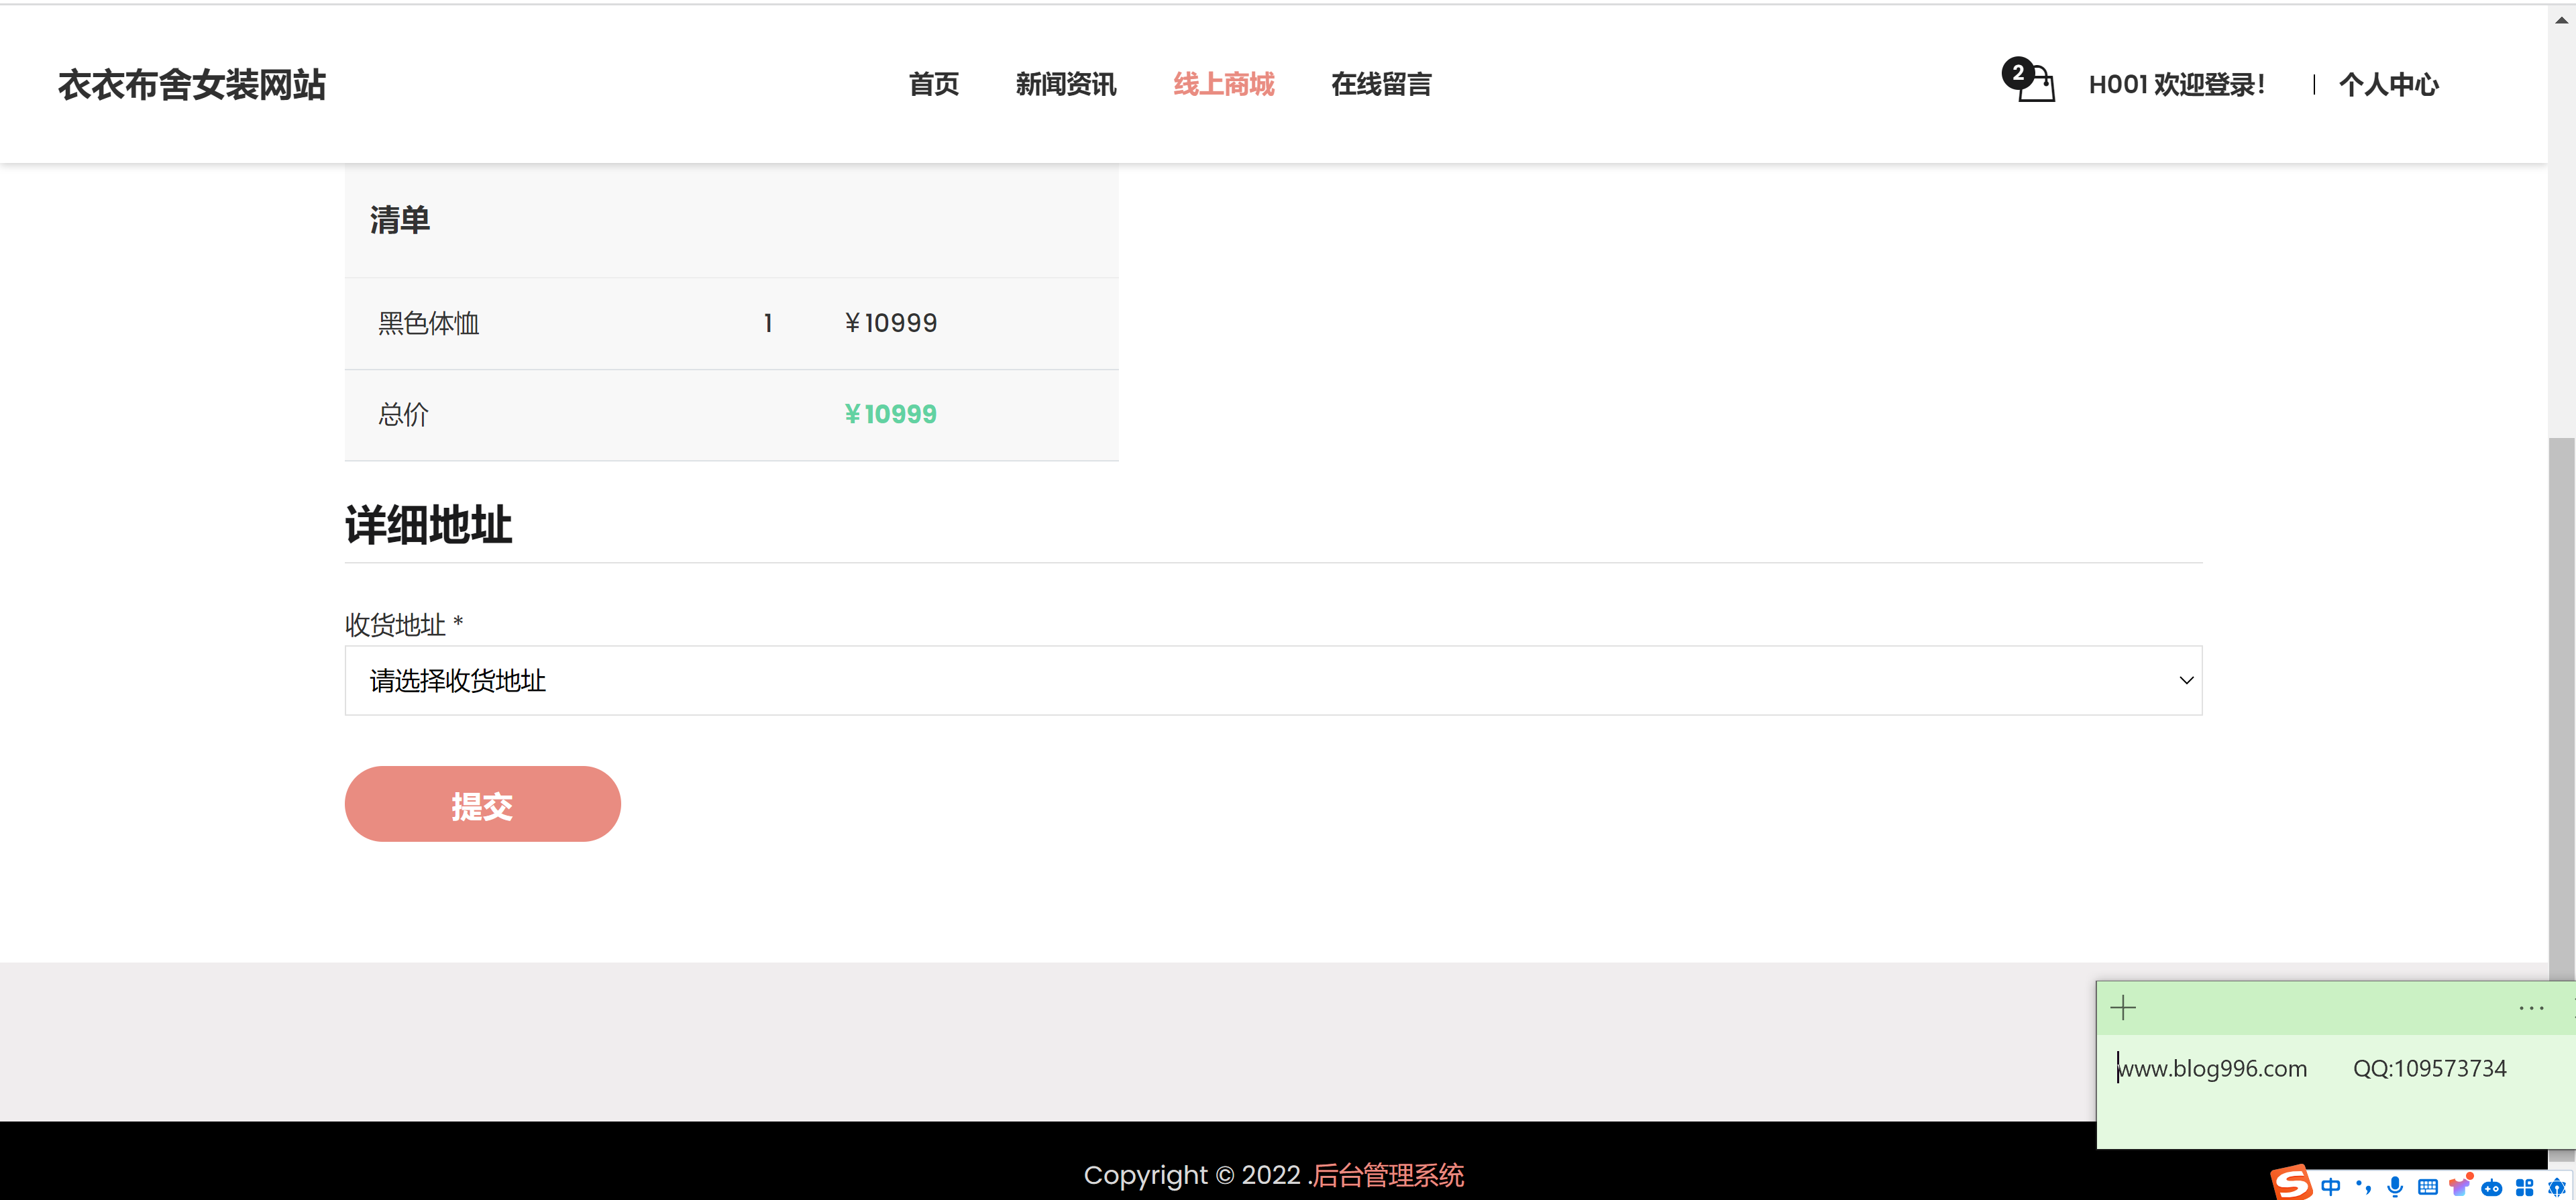 衣衣布舍女装网站 首页 新闻资讯 线上商城 在线留言 2 H001 欢迎登录! | 个人中心
清单
黑色体恤 1 ¥10999
总价 ¥10999
详细地址
收货地址 *
请选择收货地址
提交
www.blog996.com QQ:109573734
Copyright © 2022 .后台管理系统
S 中